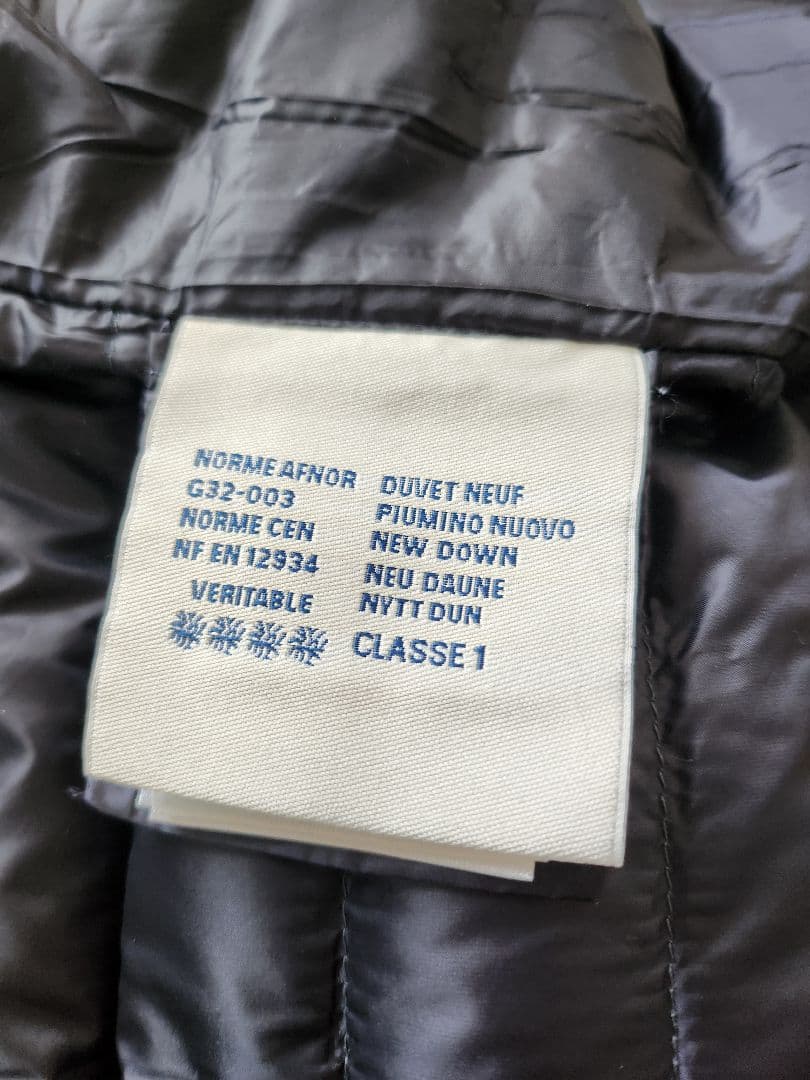 NORME AFNOR
G32-003
NORME CEN
NF EN 12934
VERITABLE
DUVET NEUF
PIUMINO NUOVO
NEW DOWN
NEU DAUNE
NYTT DUN
CLASSE 1